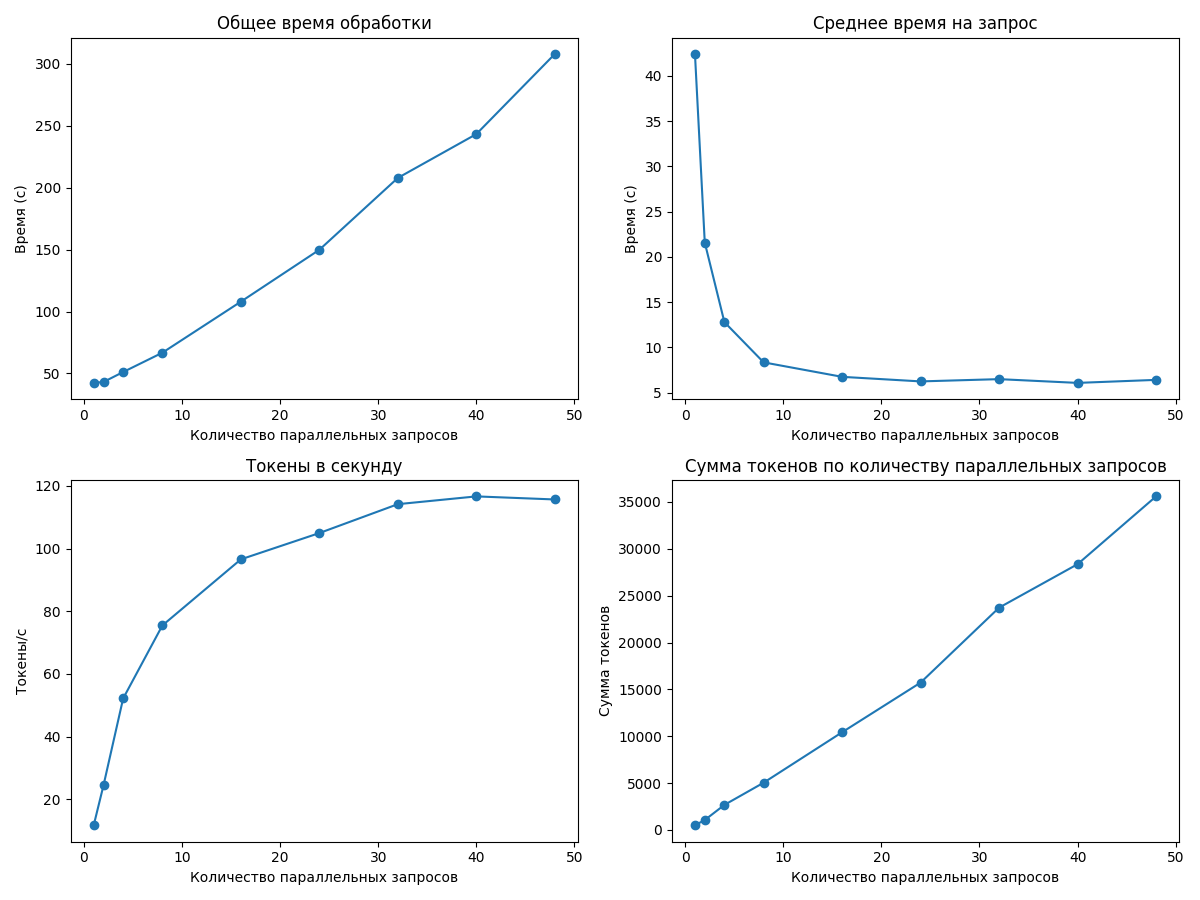 Общее время обработки
Время (с)
300
250
200
150
100
50
0 10 20 30 40 50
Количество параллельных запросов
Среднее время на запрос
Время (с)
40
35
30
25
20
15
10
5
0 10 20 30 40 50
Количество параллельных запросов
Токены в секунду
Токены/с
120
100
80
60
40
20
0 10 20 30 40 50
Количество параллельных запросов
Сумма токенов по количеству параллельных запросов
Сумма токенов
35000
30000
25000
20000
15000
10000
5000
0
0 10 20 30 40 50
Количество параллельных запросов